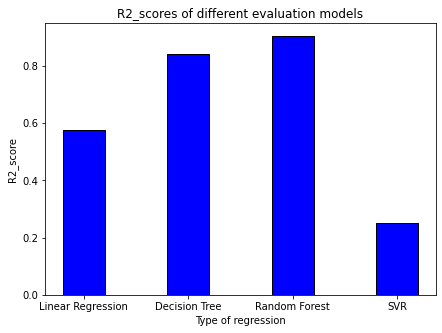 R2_scores of different evaluation models
R2_score
0.8
0.6
0.4
0.2
0.0
Linear Regression
Decision Tree
Random Forest
SVR
Type of regression